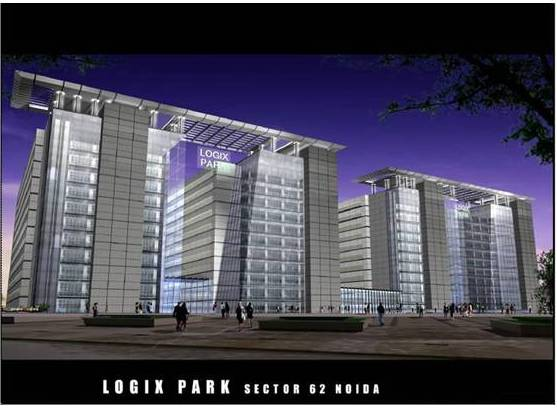 LOGIX
PARK
LOGIX PARK SECTOR 62 NOIDA